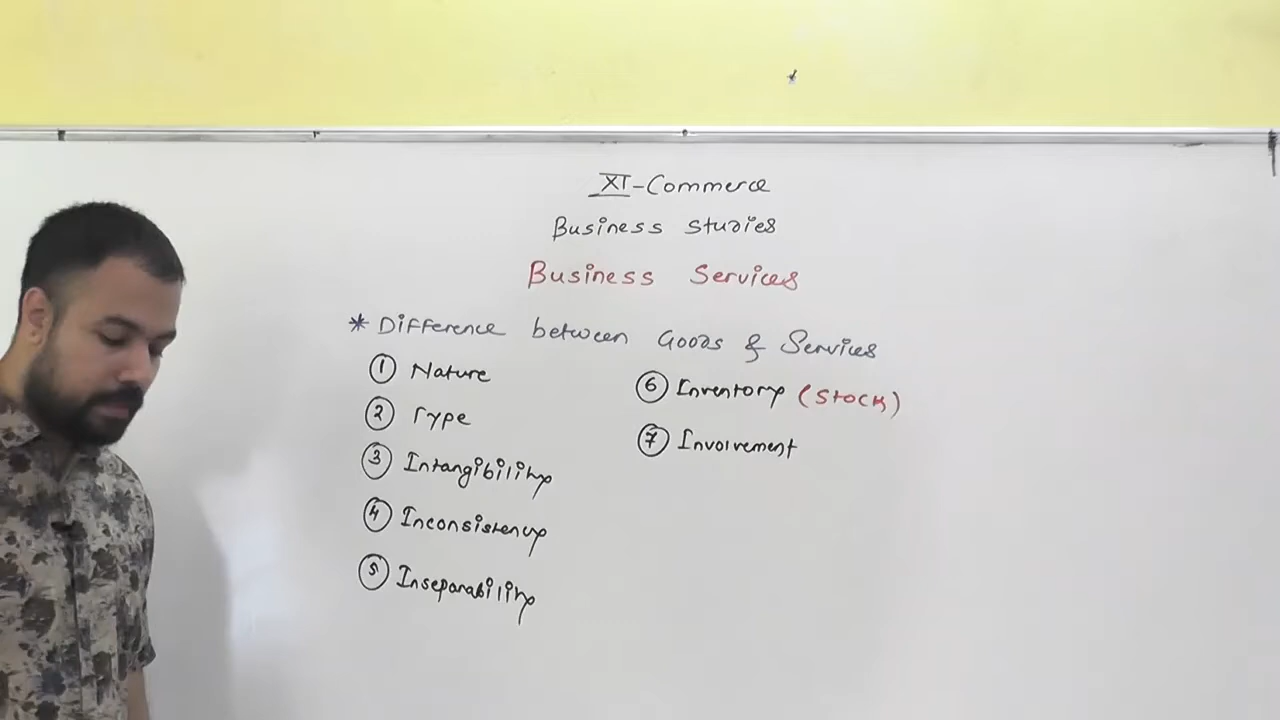 XI-Commerce
Business Studies
Business Services
* Difference between Goods & Services
① Nature
② Type
③ Intangibility
④ Inconsistency
⑤ Inseparability
⑥ Inventory (Stock)
⑦ Involvement